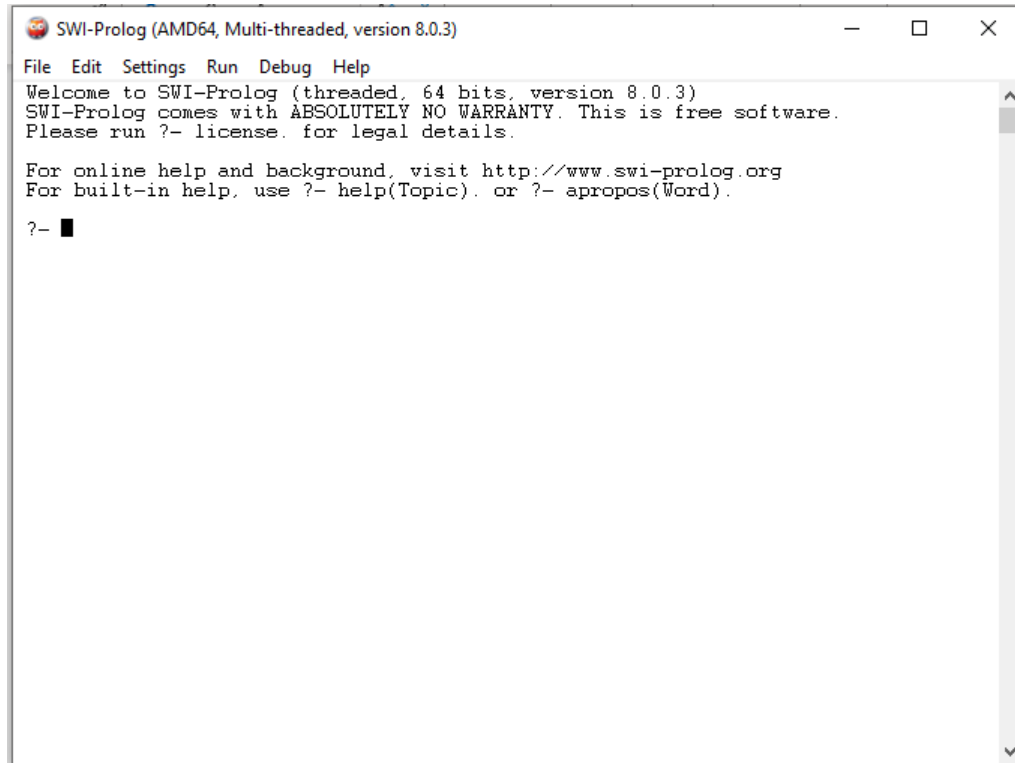 SWI-Prolog (AMD64, Multi-threaded, version 8.0.3)
File Edit Settings Run Debug Help
Welcome to SWI-Prolog (threaded, 64 bits, version 8.0.3)
SWI-Prolog comes with ABSOLUTELY NO WARRANTY. This is free software.
Please run ?- license. for legal details.
For online help and background, visit http://www.swi-prolog.org
For built-in help, use ?- help(Topic). or ?- apropos(Word).
?-